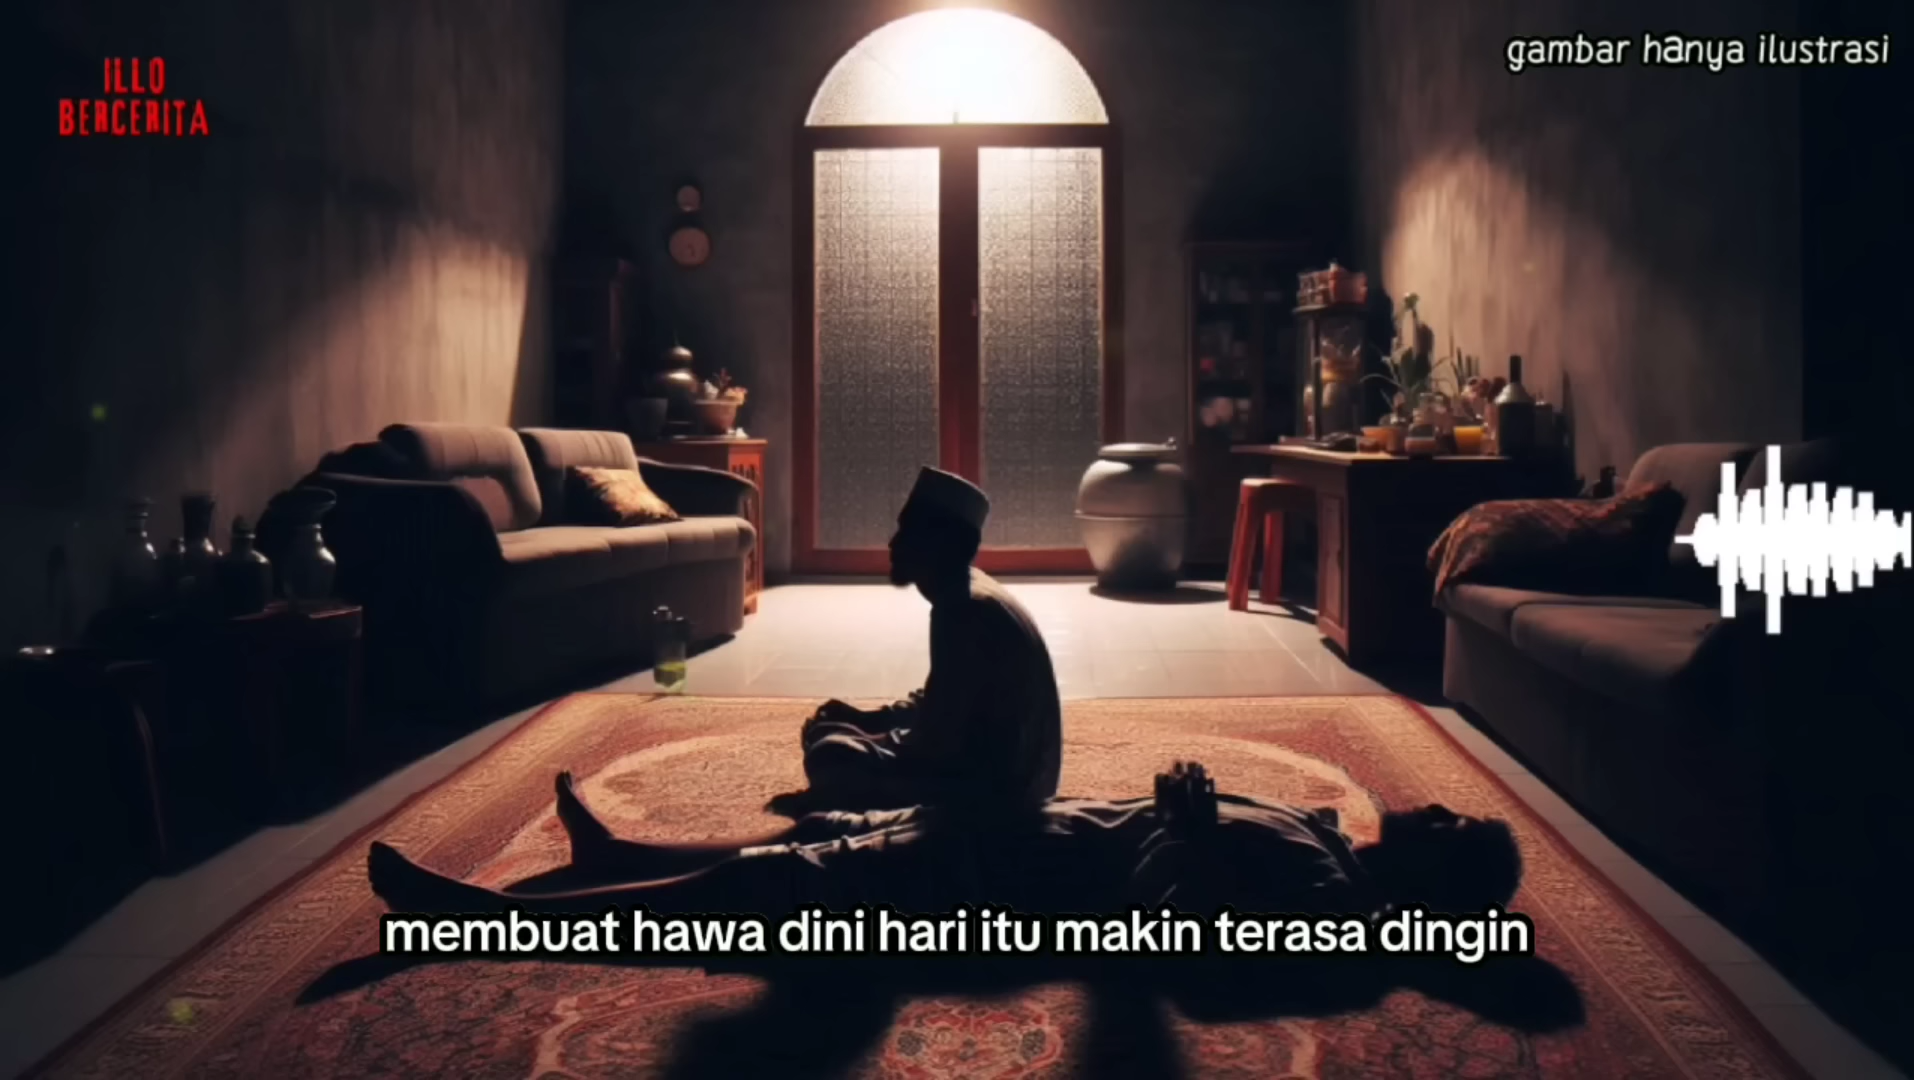 ILLO
BERCERITA
gambar hanya ilustrasi
membuat hawa dini hari itu makin terasa dingin